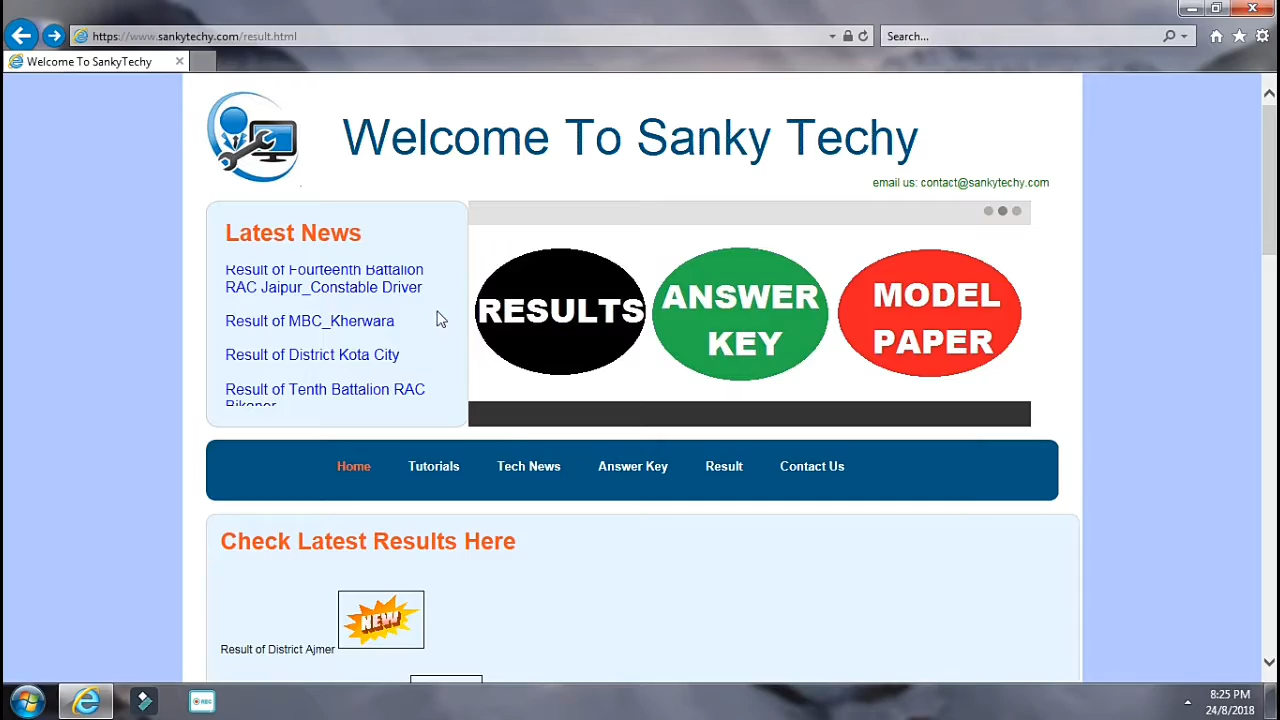 https://www.sankytechy.com/result.html
Search...
Welcome To SankyTechy
Welcome To Sanky Techy
email us: contact@sankytechy.com
Latest News
Result of Fourteenth Battalion
RAC Jaipur_Constable Driver
Result of MBC_Kherwara
Result of District Kota City
Result of Tenth Battalion RAC
Bikaner
RESULTS
ANSWER
KEY
MODEL
PAPER
Home Tutorials Tech News Answer Key Result Contact Us
Check Latest Results Here
NEW
Result of District Ajmer
REC
8:25 PM
24/8/2018